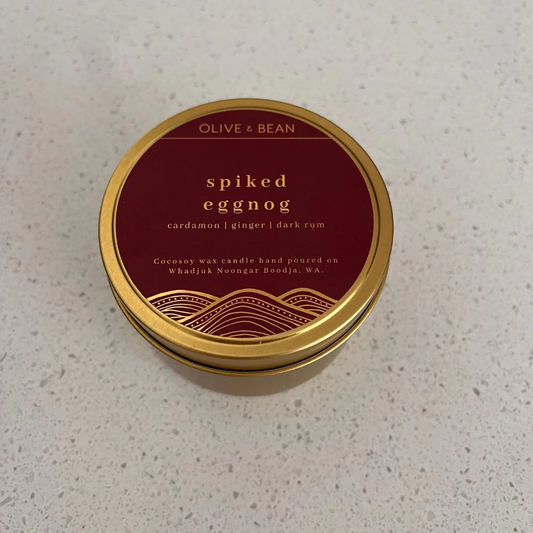 OLIVE & BEAN
spiked
eggnog
cardamon | ginger | dark rum
Cocosoy wax candle hand poured on
Whadjuk Noongar Boodja, WA.